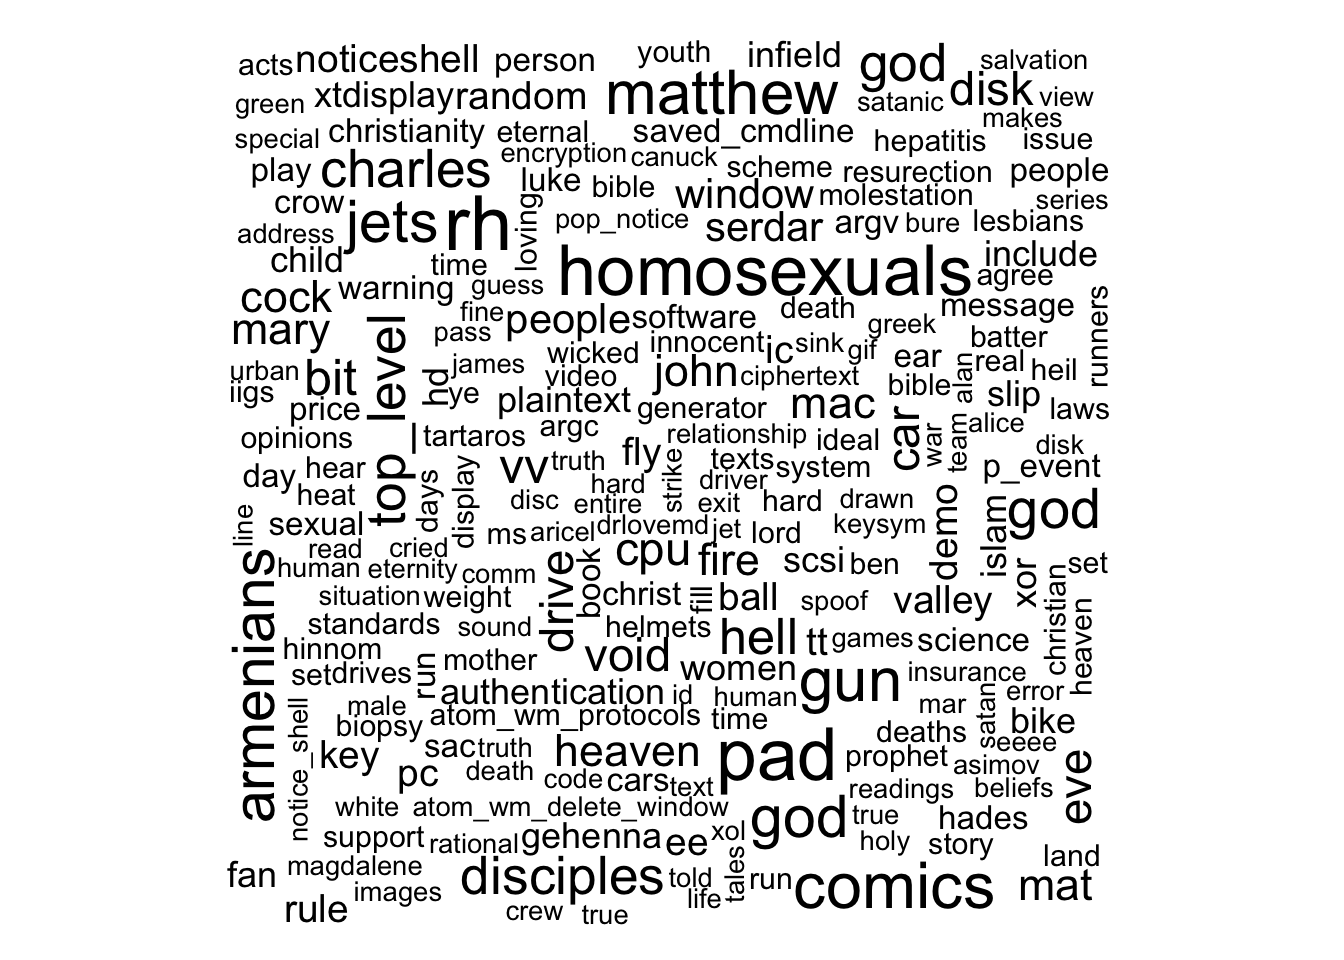 acts noticeshell person youth infield god salvation
green xtdisplay random matthew satanic disk view
makes
special christianity eternal saved_cmdline hepatitis issue
play charles encryption canuck scheme resurection people
luke bible window molestation series
crow jets rh loving pop_notice serdar argv bure lesbians
address
child time homosexuals include
cock warning guess agree
mary fine people software death message runners
pass greek batter
urban bit top_level hd james wicked innocent ic sink gif ear real heil
iigs ye video john ciphertext bible alan slip
price plaintext generator mac car laws
opinions tartaros argc relationship ideal war team alice disk
day hear vv truth fly texts system p_event
heat days display hard strike driver
disc entire exit hard drawn demo islam god
line sexual ms aricel drlovemd jet lord keysym
read cried cpu fire scsi ben xor set
armenians human eternity comm drive book christ fill ball spoof valley christian
situation weight
standards sound helmets hell tt games science heaven
hinnom void
set drives run mother women gun insurance
authentication id human mar satan error
male
notice_shell biopsy atom_wm_protocols time deaths bike
key sac truth heaven pad prophet eeee eve
pc death code cars text asimov
readings beliefs
white atom_wm_delete_window god true hades
support rational gehenna ee xol holy story
fan magdalene disciples told tales run comics land
images life mat
rule crew true